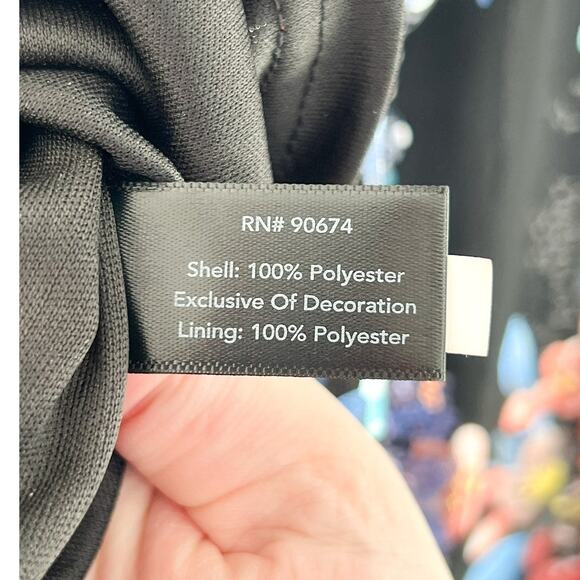 RN# 90674
Shell: 100% Polyester
Exclusive Of Decoration
Lining: 100% Polyester